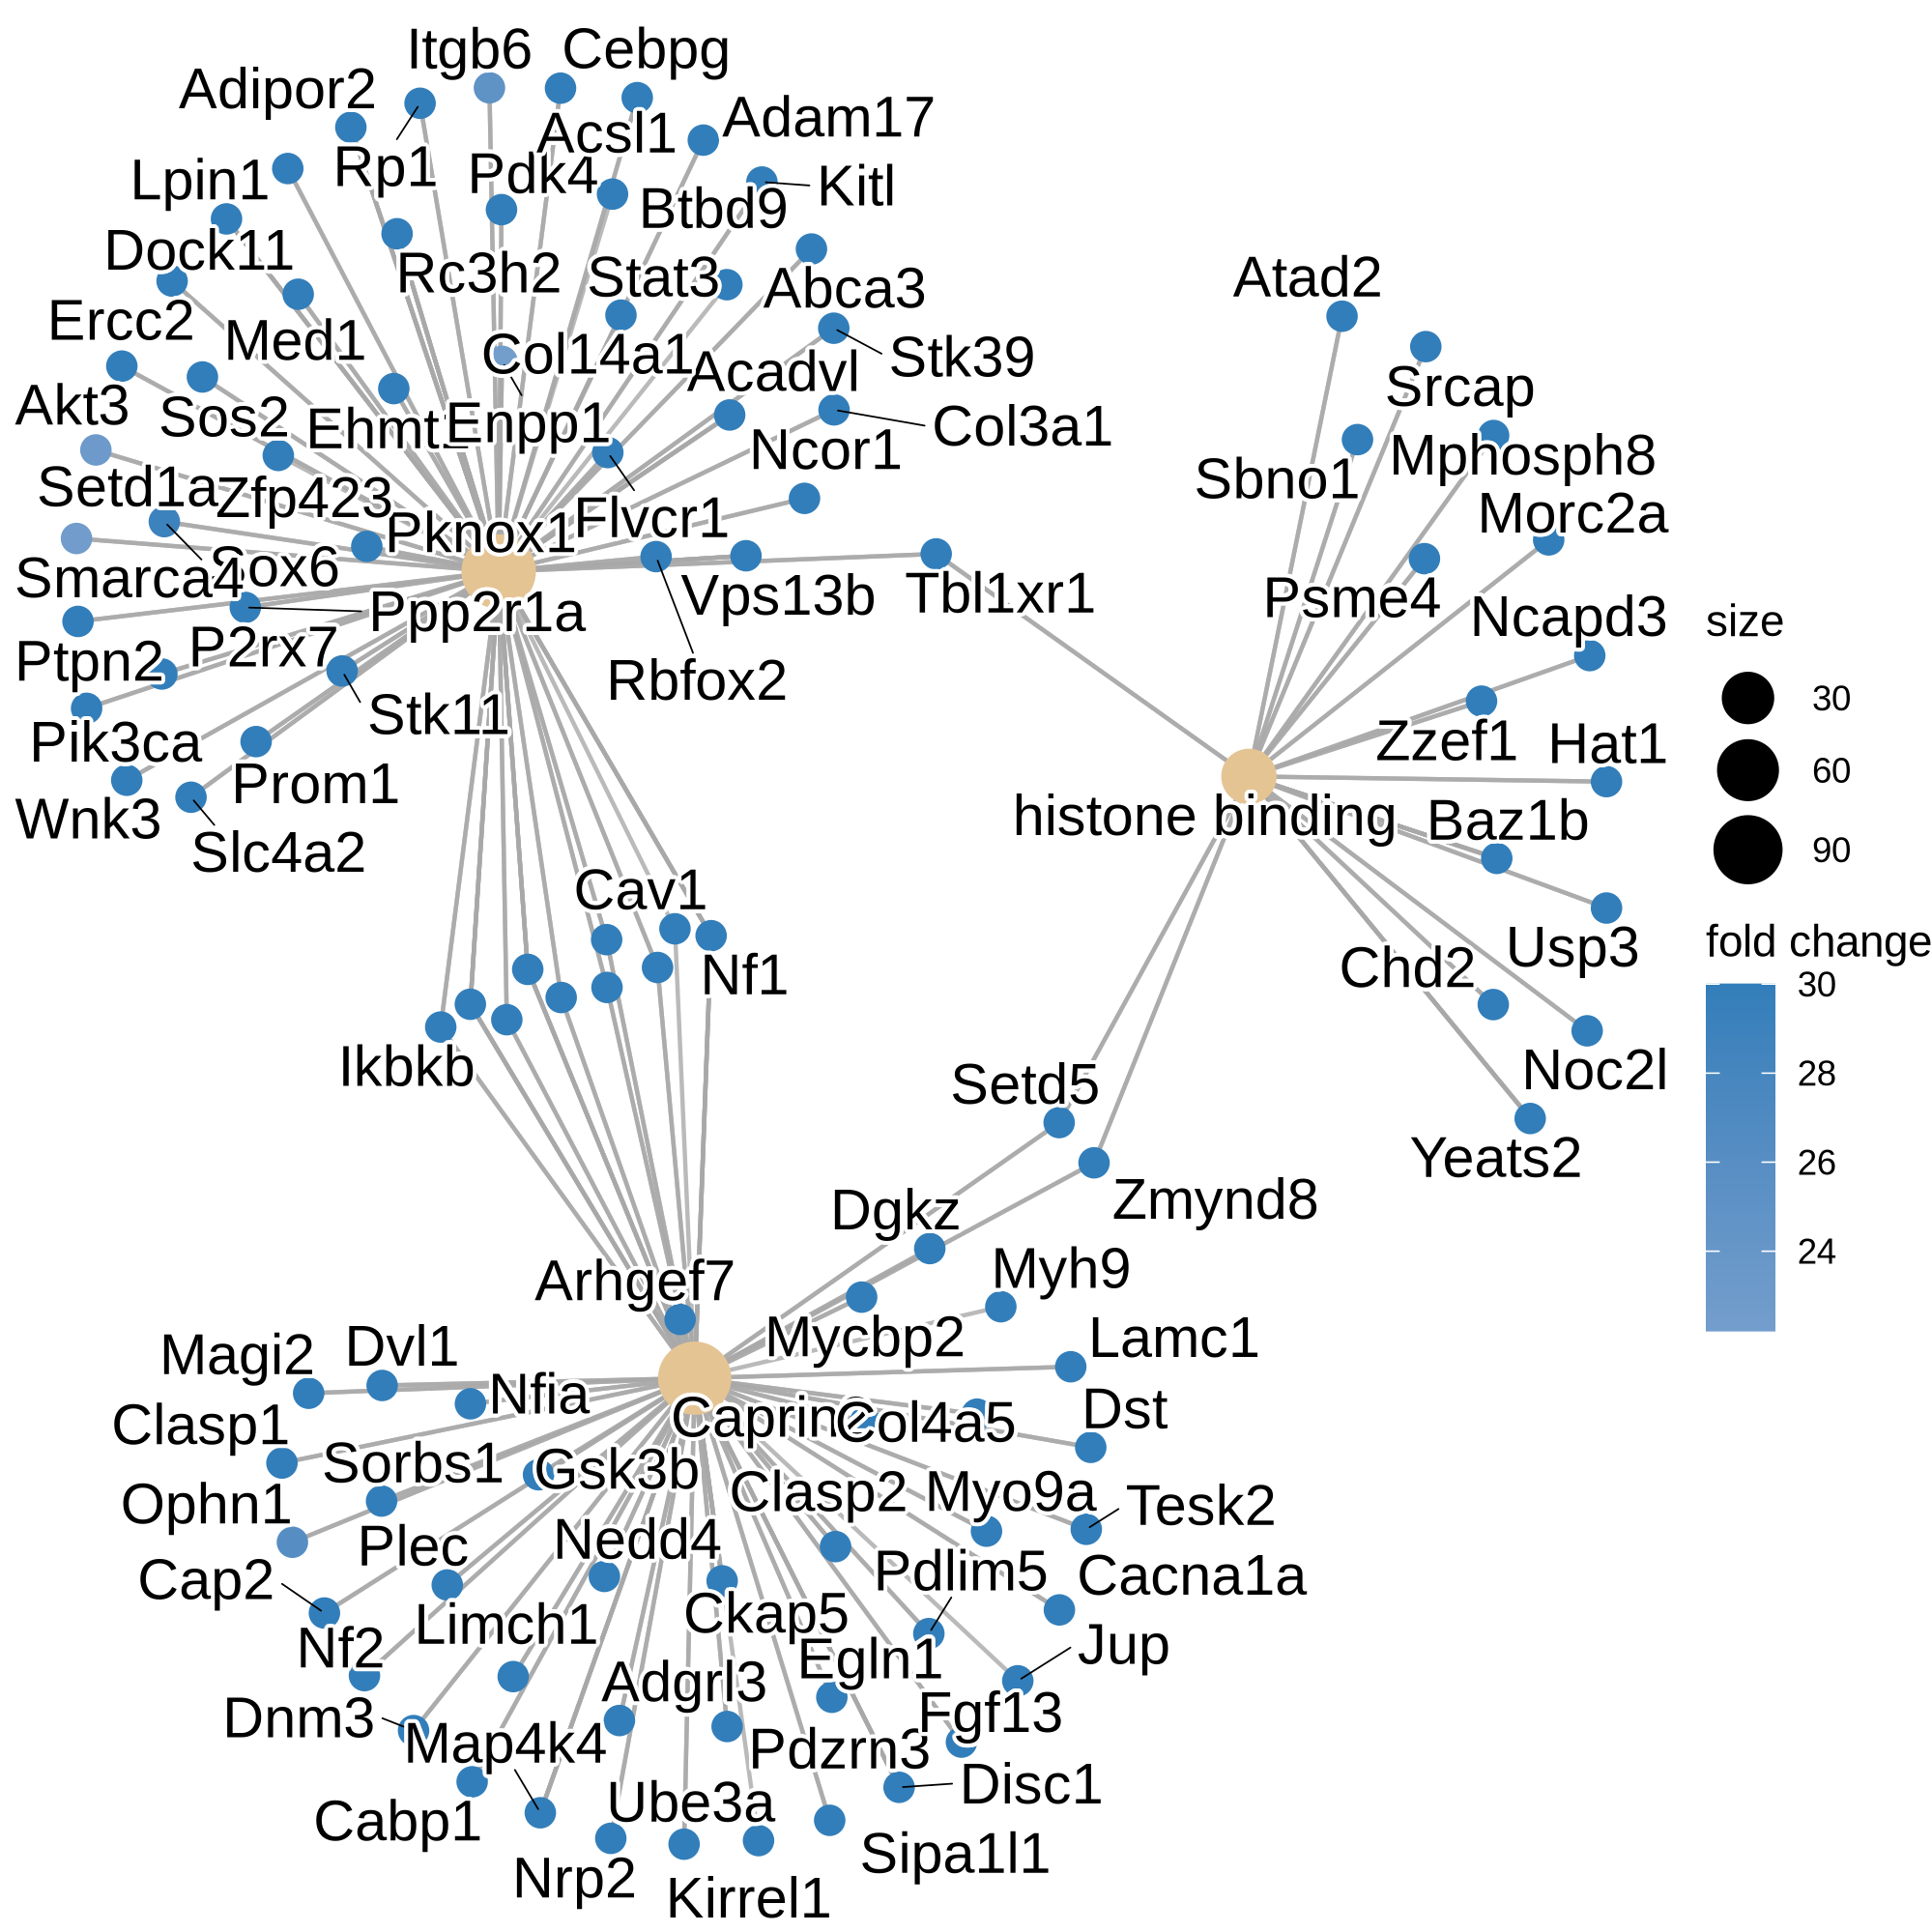 Itgb6
Cebpg
Adipor2
Adam17
Acsl1
Rp1
Pdk4
Lpin1
Kitl
Btbd9
Dock11
Rc3h2
Stat3
Abca3
Atad2
Ercc2
Med1
Col14a1
Acadvl
Stk39
Srcap
Akt3
Sos2
Enpp1
Ncor1
Col3a1
Mphosph8
Sbno1
Setd1a
Zfp423
Pknox1
Flvcr1
Morc2a
Smarca4
Sox6
Vps13b
Tbl1xr1
Psme4
Ncapd3
Ppp2r1a
size
Ptpn2
P2rx7
Rbfox2
30
Pik3ca
Stk11
Zzef1
Hat1
60
Wnk3
Prom1
histone binding
Baz1b
90
Slc4a2
Cav1
Nf1
Chd2
Usp3
fold change
30
28
26
24
Ikbkb
Setd5
Noc2l
Yeats2
Zmynd8
Dgkz
Arhgef7
Myh9
Magi2
Dvl1
Mycbp2
Lamc1
Clasp1
Nfia
Col4a5
Dst
Ophn1
Sorbs1
Gsk3b
Clasp2
Myo9a
Tesk2
Cap2
Plec
Nedd4
Pdlim5
Cacna1a
Nf2
Limch1
Ckap5
Egln1
Jup
Dnm3
Adgrl3
Fgf13
Map4k4
Pdzrn3
Disc1
Cabp1
Ube3a
Sipa1l1
Nrp2
Kirrel1